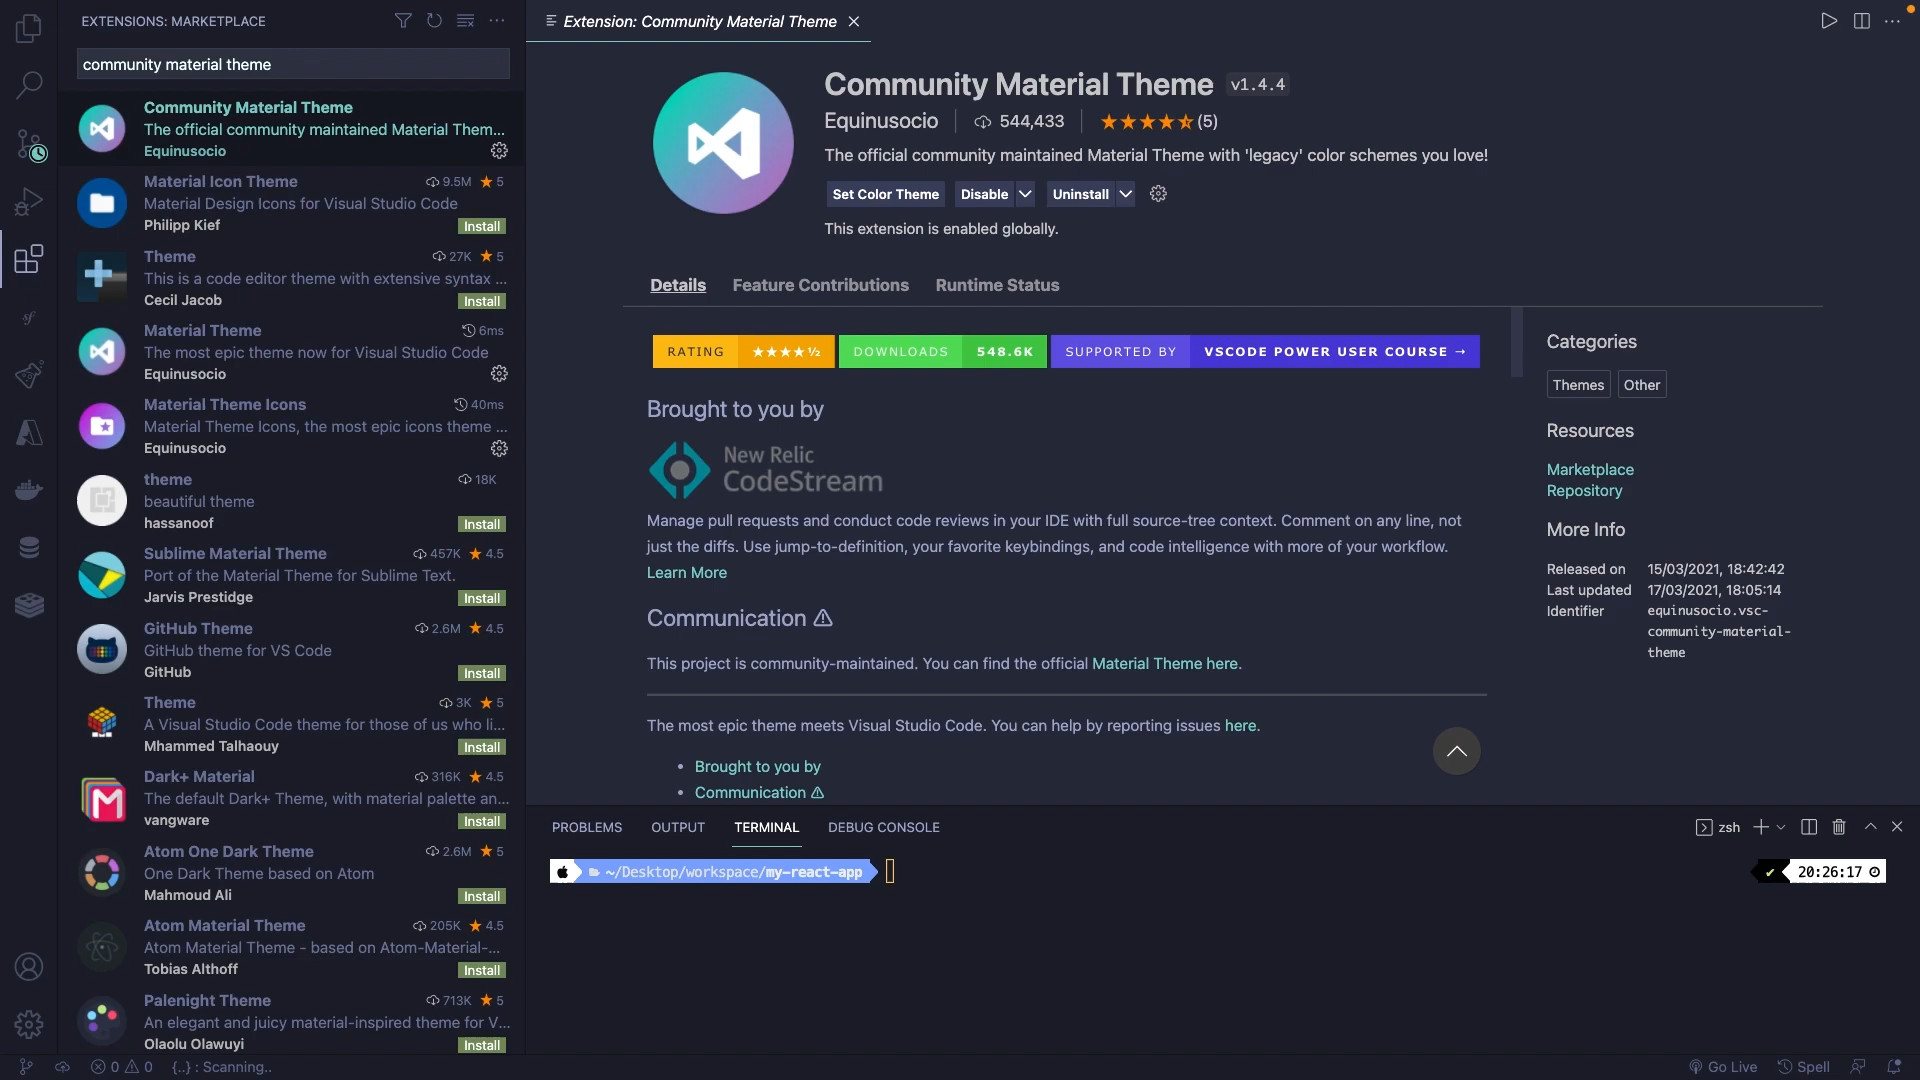 EXTENSIONS: MARKETPLACE
community material theme
Community Material Theme
The official community maintained Material Them...
Equinusocio
Material Icon Theme 9.5M ★ 5
Material Design Icons for Visual Studio Code
Philipp Kief Install
Theme 27K ★ 5
This is a code editor theme with extensive syntax ...
Cecil Jacob Install
Material Theme 6ms
The most epic theme now for Visual Studio Code
Equinusocio
Material Theme Icons 40ms
Material Theme Icons, the most epic icons theme ...
Equinusocio
theme 18K
beautiful theme
hassanoof Install
Sublime Material Theme 457K ★ 4.5
Port of the Material Theme for Sublime Text.
Jarvis Prestidge Install
GitHub Theme 2.6M ★ 4.5
GitHub theme for VS Code
GitHub Install
Theme 3K ★ 5
A Visual Studio Code theme for those of us who li...
Mhammed Talhaouy Install
Dark+ Material 316K ★ 4.5
The default Dark+ Theme, with material palette an...
vangware Install
Atom One Dark Theme 2.6M ★ 5
One Dark Theme based on Atom
Mahmoud Ali Install
Atom Material Theme 205K ★ 4.5
Atom Material Theme - based on Atom-Material-...
Tobias Althoff Install
Palenight Theme 713K ★ 5
An elegant and juicy material-inspired theme for V...
Olaolu Olawuyi Install
Extension: Community Material Theme
Community Material Theme v1.4.4
Equinusocio 544,433 (5)
The official community maintained Material Theme with 'legacy' color schemes you love!
Set Color Theme Disable Uninstall
This extension is enabled globally.
Details Feature Contributions Runtime Status
RATING ★★★★½ DOWNLOADS 548.6K SUPPORTED BY VSCODE POWER USER COURSE →
Brought to you by
New Relic
CodeStream
Manage pull requests and conduct code reviews in your IDE with full source-tree context. Comment on any line, not
just the diffs. Use jump-to-definition, your favorite keybindings, and code intelligence with more of your workflow.
Learn More
Communication ⚠
This project is community-maintained. You can find the official Material Theme here.
The most epic theme meets Visual Studio Code. You can help by reporting issues here.
• Brought to you by
• Communication ⚠
Categories
Themes Other
Resources
Marketplace
Repository
More Info
Released on 15/03/2021, 18:42:42
Last updated 17/03/2021, 18:05:14
Identifier equinusocio.vsc-
community-material-
theme
PROBLEMS OUTPUT TERMINAL DEBUG CONSOLE zsh
~/Desktop/workspace/my-react-app ✔ 20:26:17
0 0 {..} : Scanning.. Go Live Spell